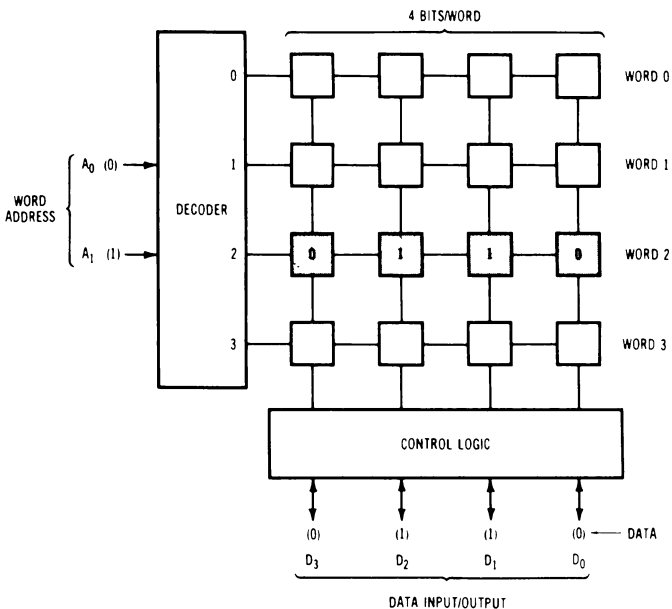 4 BITS/WORD
0 WORD 0
A0 (0) 1 WORD 1
WORD ADDRESS
DECODER
A1 (1) 2 0 1 1 0 WORD 2
3 WORD 3
CONTROL LOGIC
(0) (1) (1) (0) DATA
D3 D2 D1 D0
DATA INPUT/OUTPUT